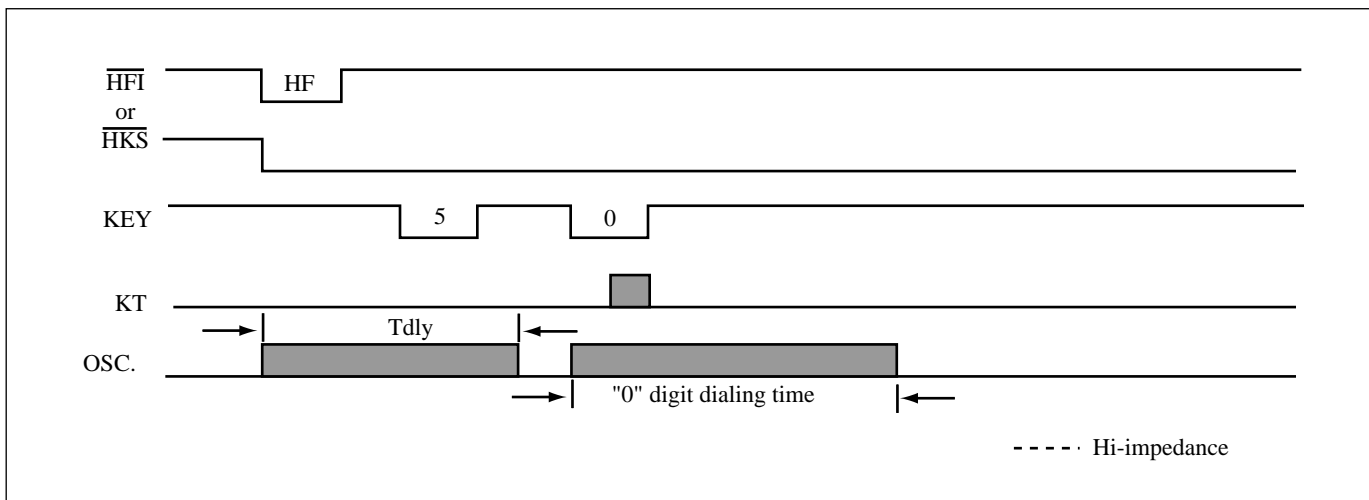 HFI
HF
or
HKS
KEY
5
0
KT
Tdly
OSC.
"0" digit dialing time
Hi-impedance